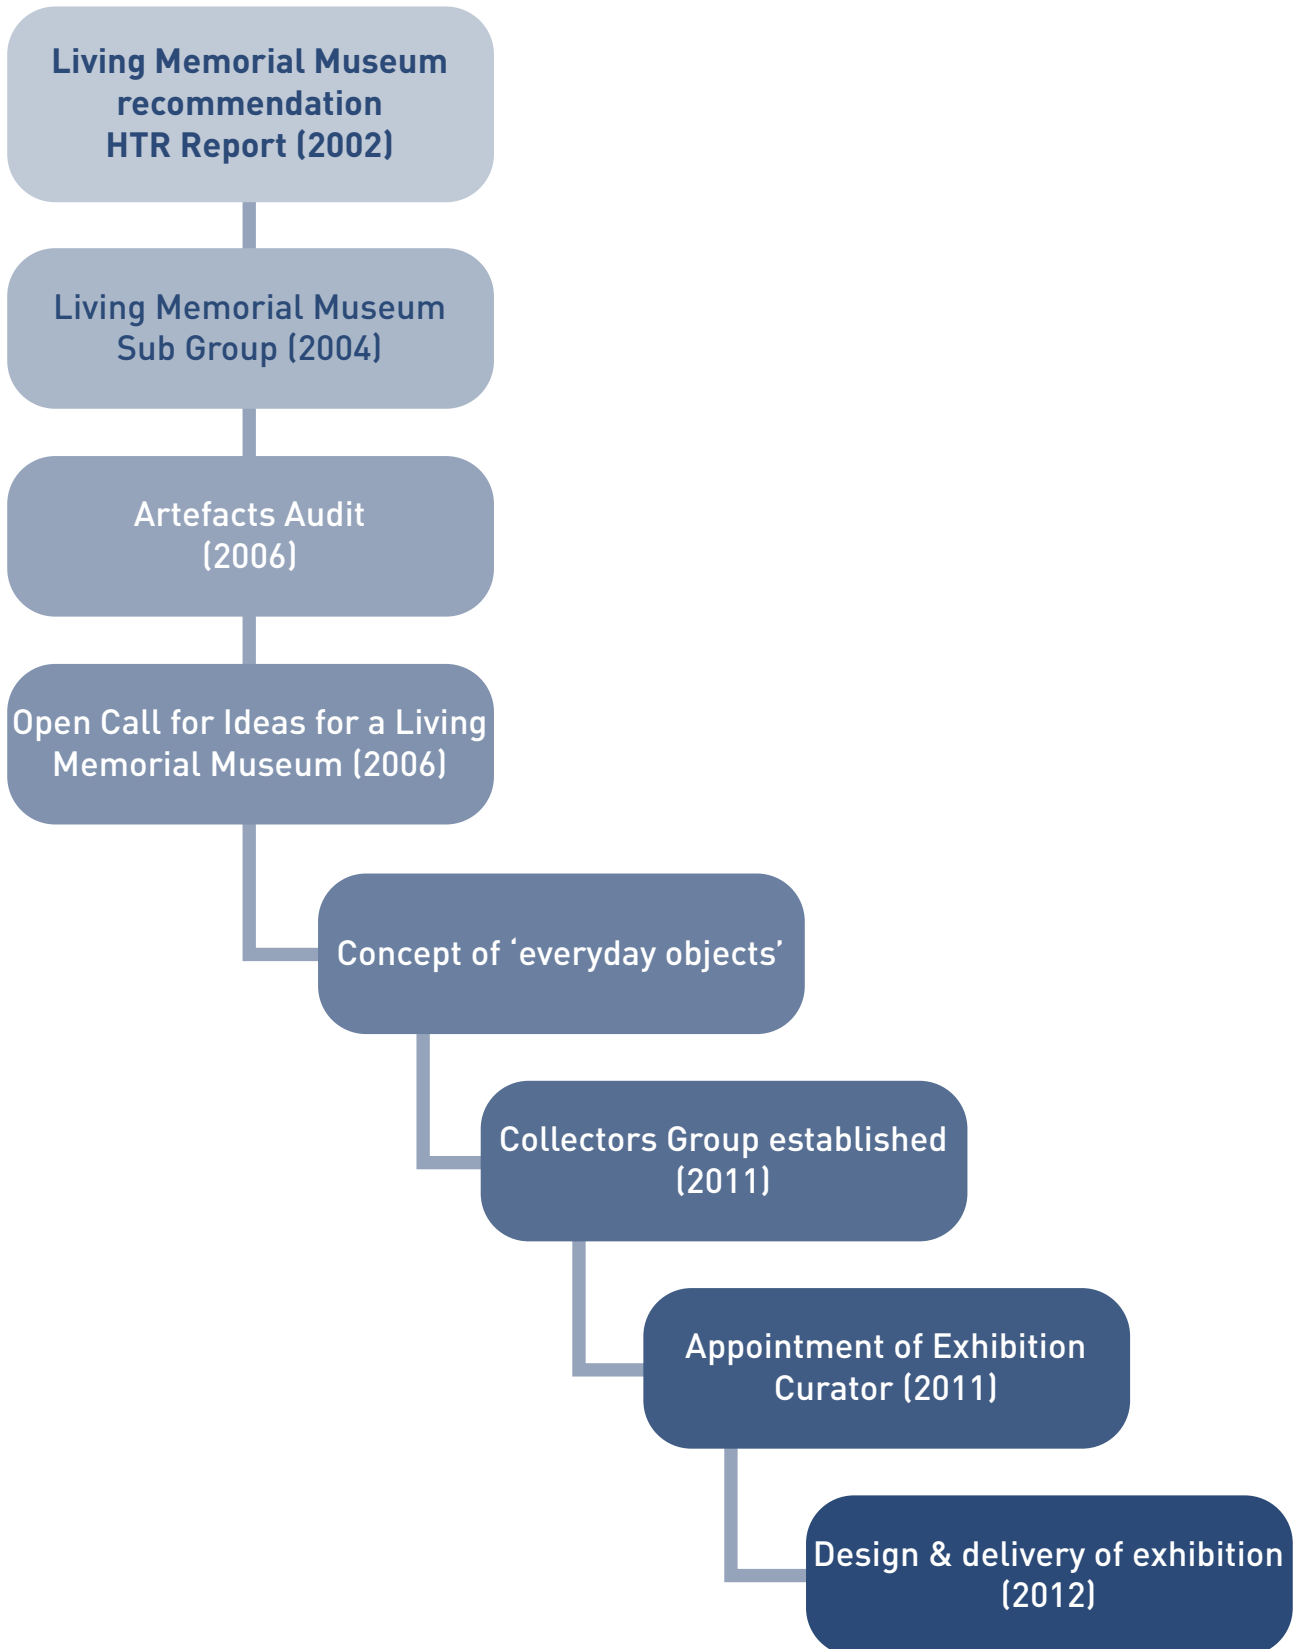 Living Memorial Museum
recommendation
HTR Report (2002)
Living Memorial Museum
Sub Group (2004)
Artefacts Audit
(2006)
Open Call for Ideas for a Living
Memorial Museum (2006)
Concept of ‘everyday objects’
Collectors Group established
(2011)
Appointment of Exhibition
Curator (2011)
Design & delivery of exhibition
(2012)